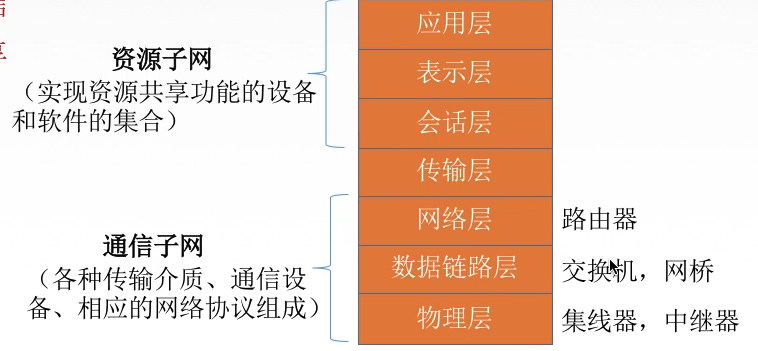 资源子网
（实现资源共享功能的设备
和软件的集合）
通信子网
（各种传输介质、通信设
备、相应的网络协议组成）
应用层
表示层
会话层
传输层
网络层 路由器
数据链路层 交换机，网桥
物理层 集线器，中继器